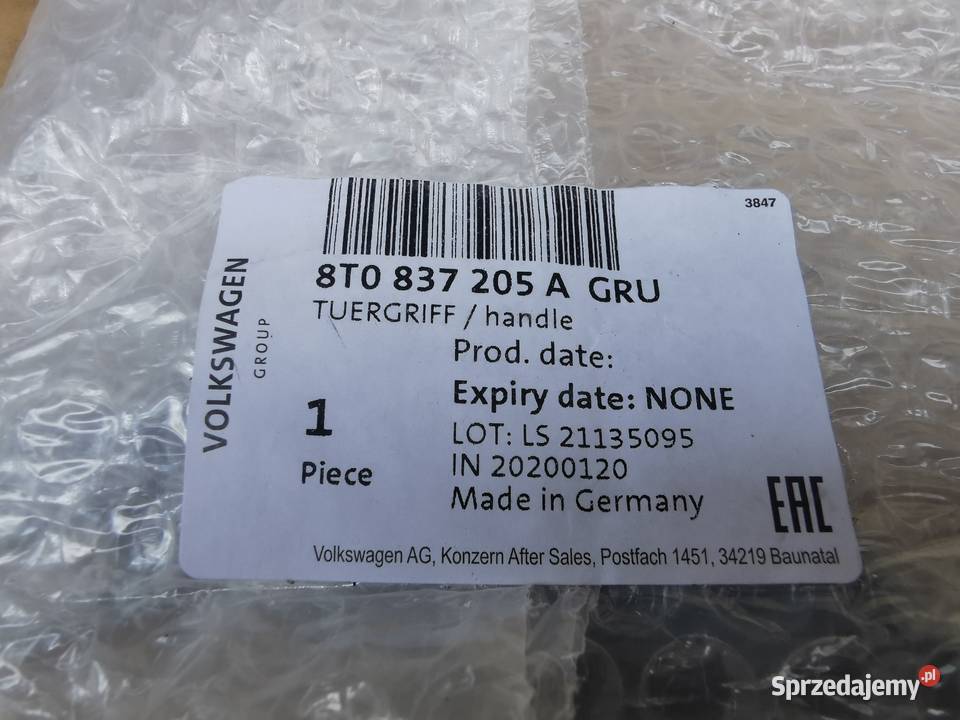 3847
8T0 837 205 A GRU
TUERGRIFF / handle
VOLKSWAGEN
GROUP
Prod. date:
Expiry date: NONE
1
Piece
LOT: LS 21135095
IN 20200120
Made in Germany
EAC
Volkswagen AG, Konzern After Sales, Postfach 1451, 34219 Baunatal
Sprzedajemy.pl